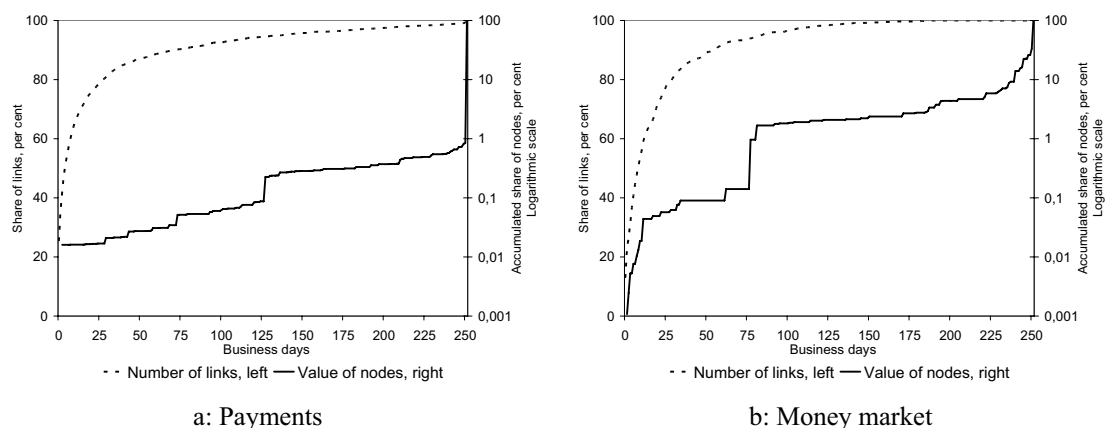 100
80
60
40
20
0
Share of links, per cent
100
10
1
0,1
0,01
0,001
Accumulated share of nodes, per cent
Logarithmic scale
0 25 50 75 100 125 150 175 200 225 250
Business days
Number of links, left Value of nodes, right
a: Payments
100
80
60
40
20
0
Share of links, per cent
100
10
1
0,1
0,01
0,001
Accumulated share of nodes, per cent
Logarithmic scale
0 25 50 75 100 125 150 175 200 225 250
Business days
Number of links, left Value of nodes, right
b: Money market